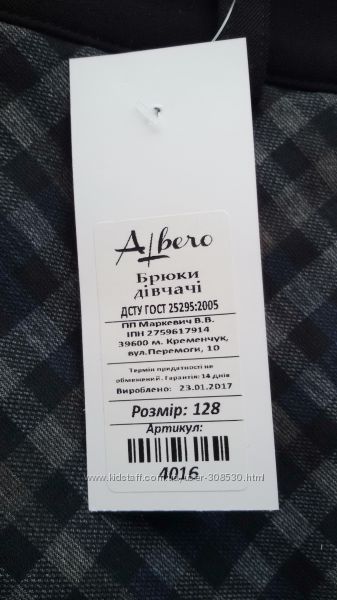 Albero
Брюки
дівчачі
ДСТУ ГОСТ 25295:2005
ПП Маркевич В.В.
ІПН 2759617914
39600 м. Кременчук,
вул.Перемоги, 10
Термін придатності не
обмежений. Гарантія: 14 днів
Вироблено: 23.01.2017
Розмір: 128
Артикул:
4016